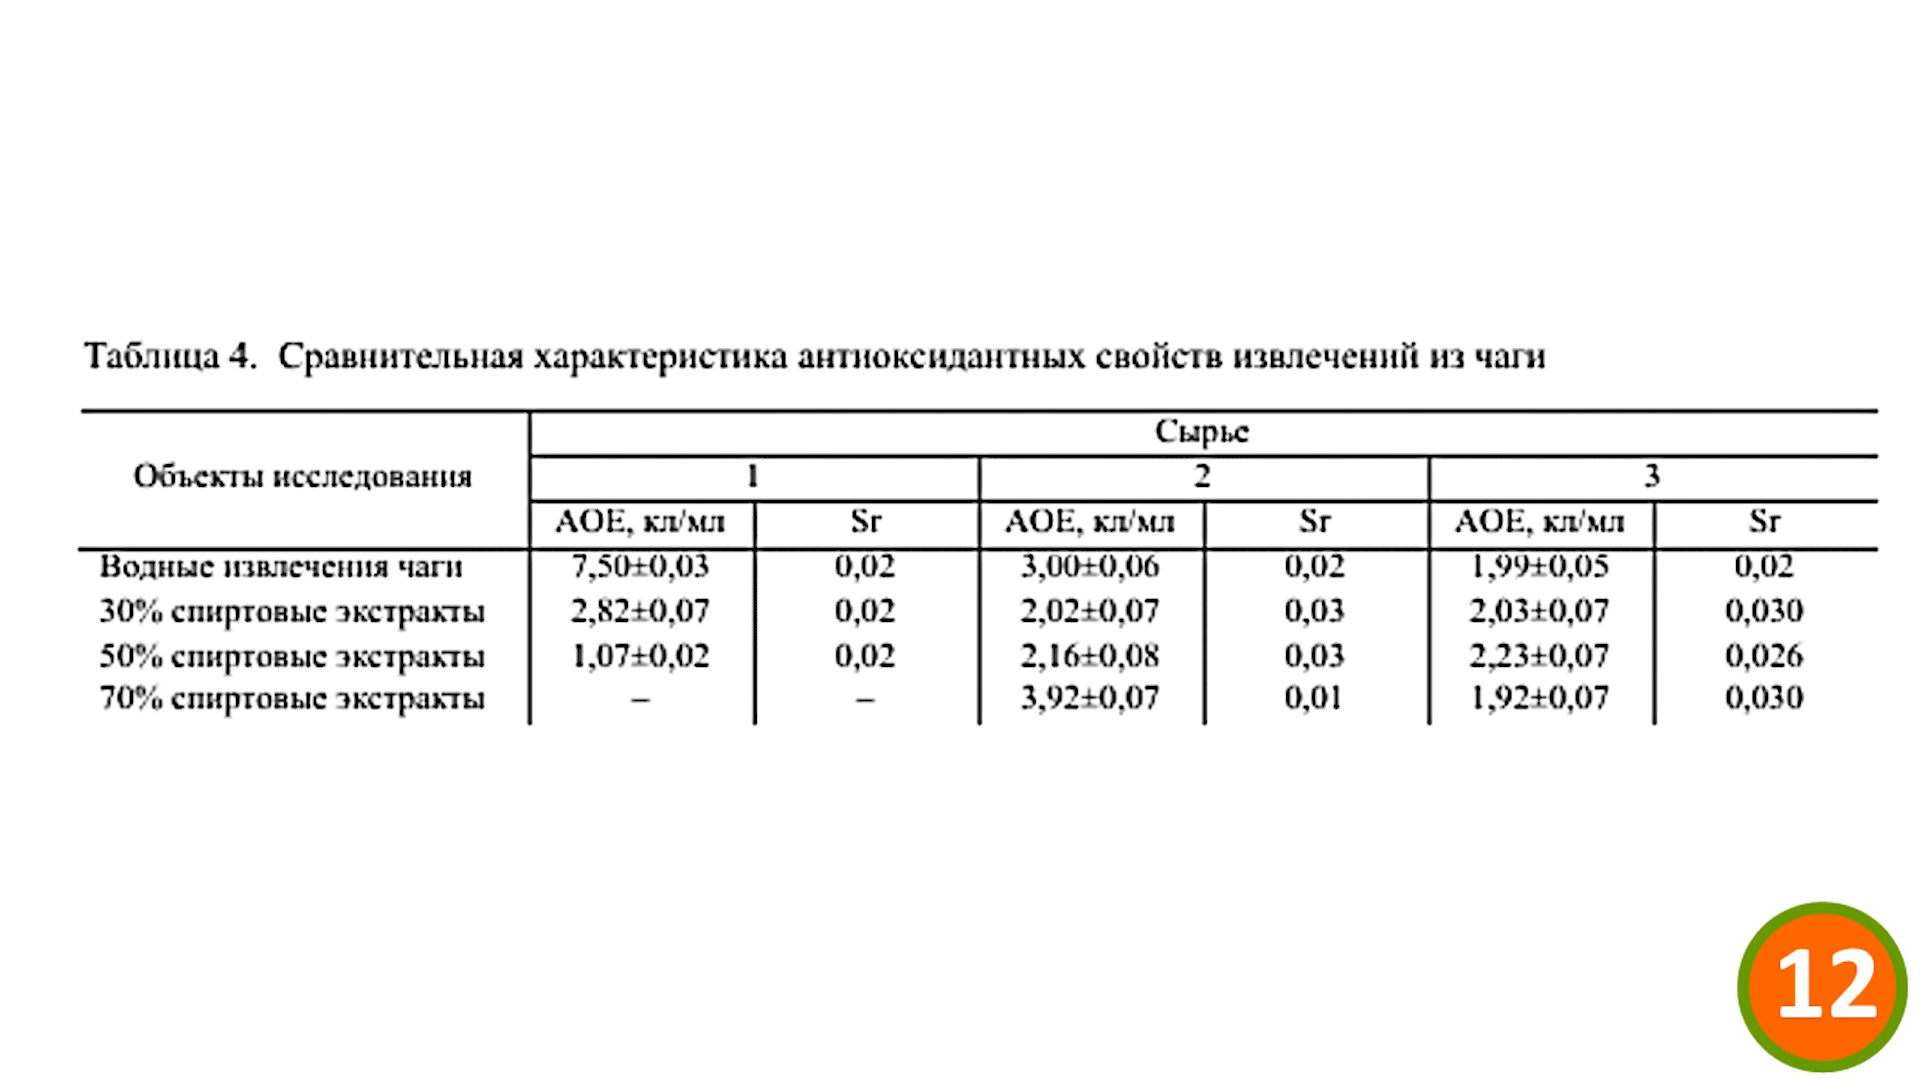 Таблица 4. Сравнительная характеристика антиоксидантных свойств извлечений из чаги
Объекты исследования
Сырье
1 2 3
АОЕ, кл/мл Sr АОЕ, кл/мл Sr АОЕ, кл/мл Sr
Водные извлечения чаги 7,50±0,03 0,02 3,00±0,06 0,02 1,99±0,05 0,02
30% спиртовые экстракты 2,82±0,07 0,02 2,02±0,07 0,03 2,03±0,07 0,030
50% спиртовые экстракты 1,07±0,02 0,02 2,16±0,08 0,03 2,23±0,07 0,026
70% спиртовые экстракты – – 3,92±0,07 0,01 1,92±0,07 0,030
12